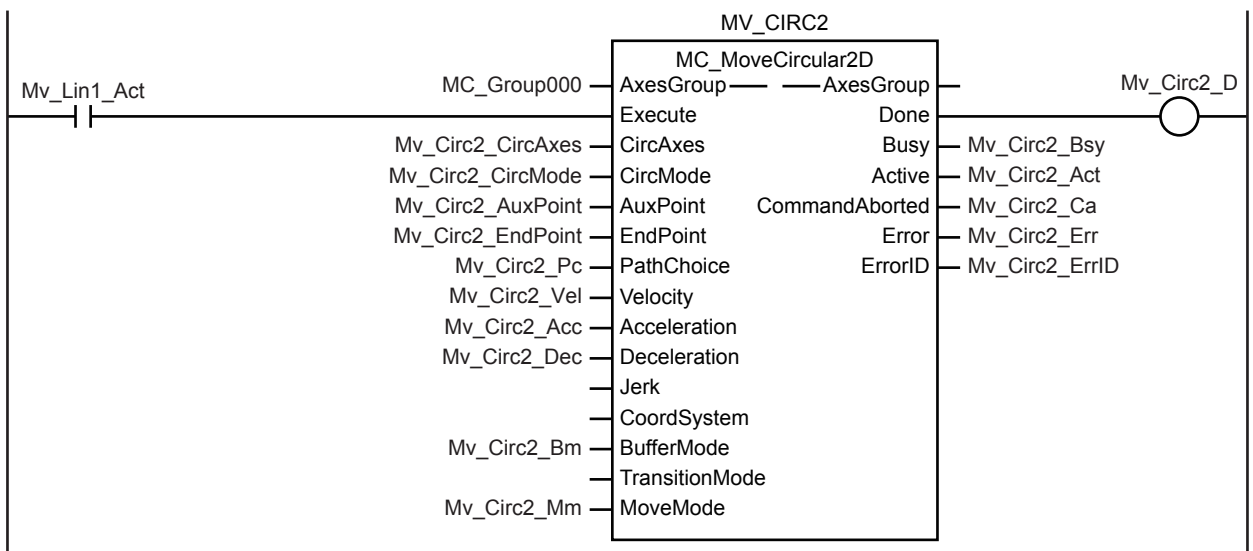 MV_CIRC2
MC_MoveCircular2D
Mv_Lin1_Act
MC_Group000 AxesGroup AxesGroup Mv_Circ2_D
Execute Done
Mv_Circ2_CircAxes CircAxes Busy Mv_Circ2_Bsy
Mv_Circ2_CircMode CircMode Active Mv_Circ2_Act
Mv_Circ2_AuxPoint AuxPoint CommandAborted Mv_Circ2_Ca
Mv_Circ2_EndPoint EndPoint Error Mv_Circ2_Err
Mv_Circ2_Pc PathChoice ErrorID Mv_Circ2_ErrID
Mv_Circ2_Vel Velocity
Mv_Circ2_Acc Acceleration
Mv_Circ2_Dec Deceleration
Jerk
CoordSystem
Mv_Circ2_Bm BufferMode
TransitionMode
Mv_Circ2_Mm MoveMode